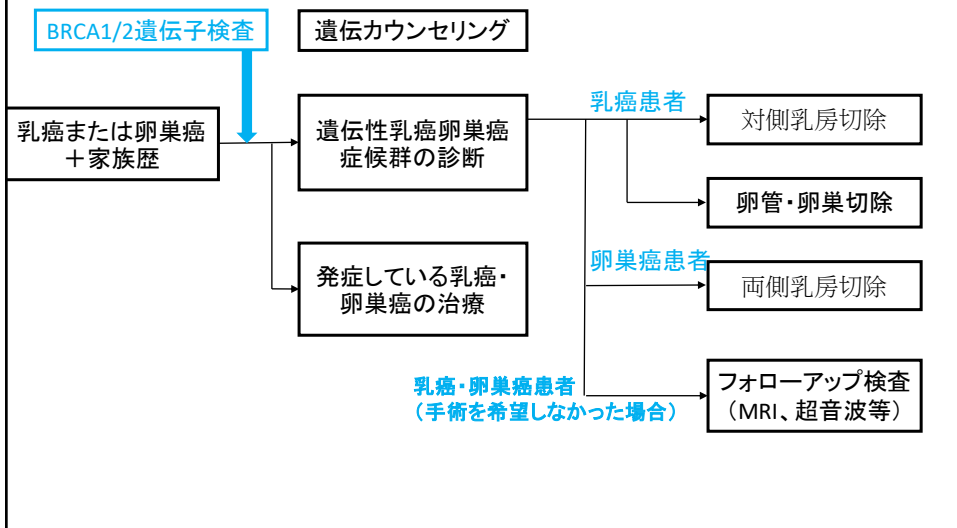 BRCA1/2遺伝子検査
遺伝カウンセリング
乳癌または卵巣癌
＋家族歴
遺伝性乳癌卵巣癌
症候群の診断
発症している乳癌・
卵巣癌の治療
乳癌患者
対側乳房切除
卵管・卵巣切除
卵巣癌患者
両側乳房切除
乳癌・卵巣癌患者
（手術を希望しなかった場合）
フォローアップ検査
（MRI、超音波等）